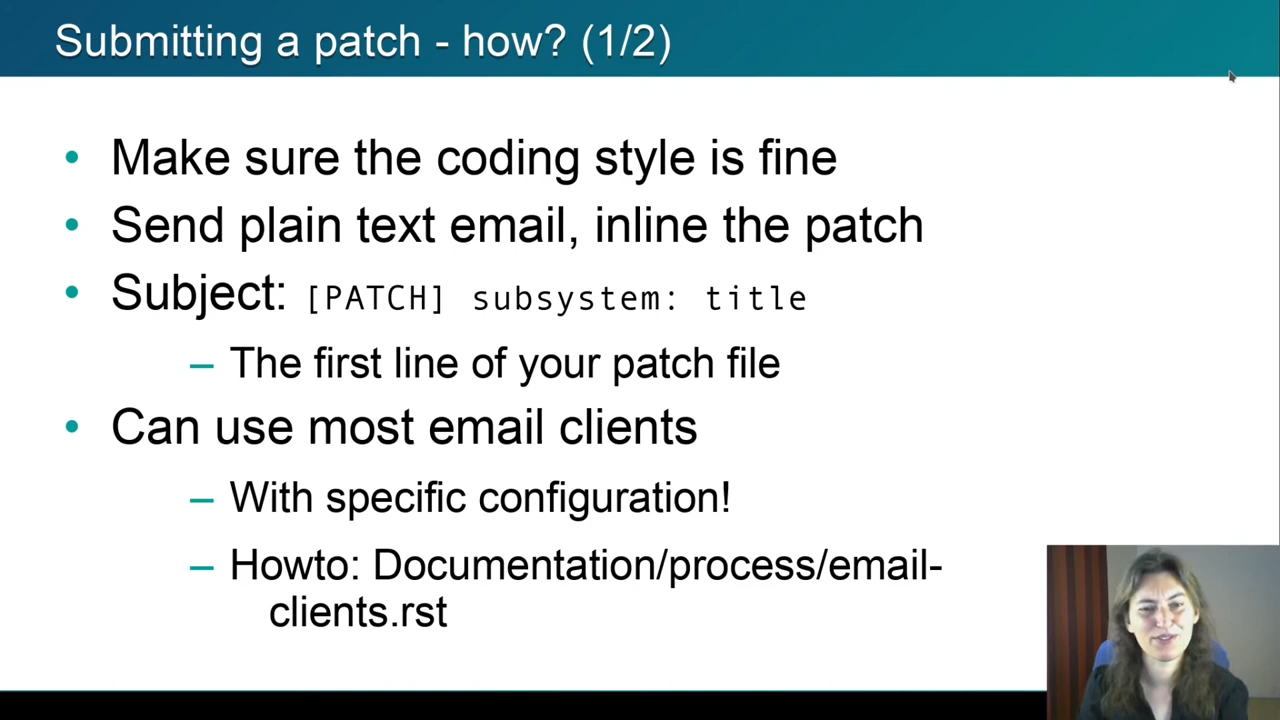 Submitting a patch - how? (1/2)
• Make sure the coding style is fine
• Send plain text email, inline the patch
• Subject: [PATCH] subsystem: title
– The first line of your patch file
• Can use most email clients
– With specific configuration!
– Howto: Documentation/process/email-
clients.rst